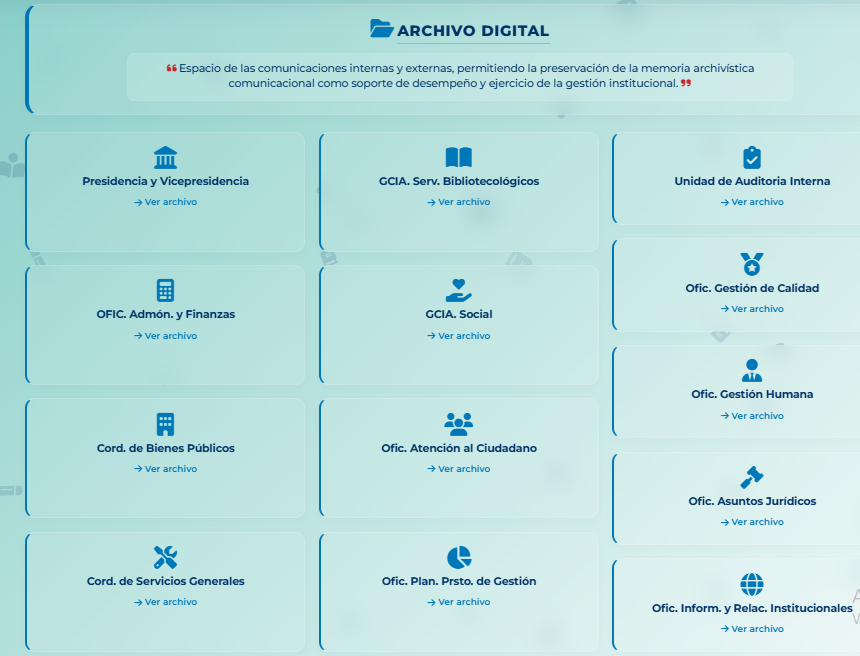 ARCHIVO DIGITAL
❝ Espacio de las comunicaciones internas y externas, permitiendo la preservación de la memoria archivística
comunicacional como soporte de desempeño y ejercicio de la gestión institucional. ❞
Presidencia y Vicepresidencia
→ Ver archivo
GCIA. Serv. Bibliotecológicos
→ Ver archivo
Unidad de Auditoria Interna
→ Ver archivo
OFIC. Admón. y Finanzas
→ Ver archivo
GCIA. Social
→ Ver archivo
Ofic. Gestión de Calidad
→ Ver archivo
Cord. de Bienes Públicos
→ Ver archivo
Ofic. Atención al Ciudadano
→ Ver archivo
Ofic. Gestión Humana
→ Ver archivo
Cord. de Servicios Generales
→ Ver archivo
Ofic. Plan. Prsto. de Gestión
→ Ver archivo
Ofic. Asuntos Jurídicos
→ Ver archivo
Ofic. Inform. y Relac. Institucionales
→ Ver archivo